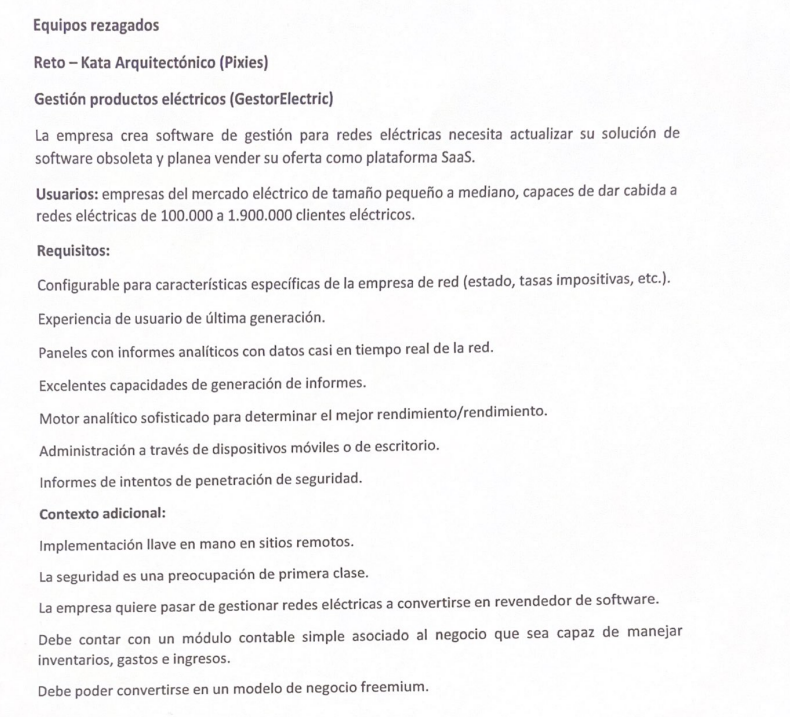 Equipos rezagados
Reto – Kata Arquitectónico (Pixies)
Gestión productos eléctricos (GestorElectric)
La empresa crea software de gestión para redes eléctricas necesita actualizar su solución de
software obsoleta y planea vender su oferta como plataforma SaaS.
Usuarios: empresas del mercado eléctrico de tamaño pequeño a mediano, capaces de dar cabida a
redes eléctricas de 100.000 a 1.900.000 clientes eléctricos.
Requisitos:
Configurable para características específicas de la empresa de red (estado, tasas impositivas, etc.).
Experiencia de usuario de última generación.
Paneles con informes analíticos con datos casi en tiempo real de la red.
Excelentes capacidades de generación de informes.
Motor analítico sofisticado para determinar el mejor rendimiento/rendimiento.
Administración a través de dispositivos móviles o de escritorio.
Informes de intentos de penetración de seguridad.
Contexto adicional:
Implementación llave en mano en sitios remotos.
La seguridad es una preocupación de primera clase.
La empresa quiere pasar de gestionar redes eléctricas a convertirse en revendedor de software.
Debe contar con un módulo contable simple asociado al negocio que sea capaz de manejar
inventarios, gastos e ingresos.
Debe poder convertirse en un modelo de negocio freemium.